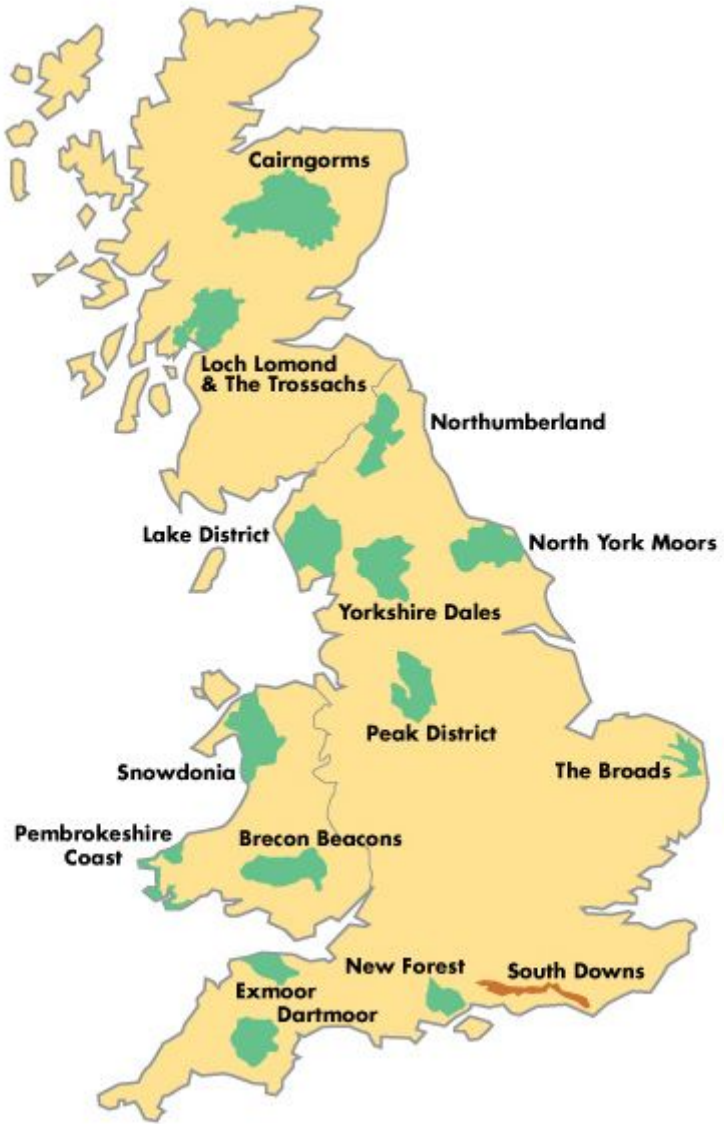 Cairngorms
Loch Lomond
& The Trossachs
Northumberland
Lake District
North York Moors
Yorkshire Dales
Peak District
The Broads
Snowdonia
Pembrokeshire
Coast
Brecon Beacons
New Forest
South Downs
Exmoor
Dartmoor